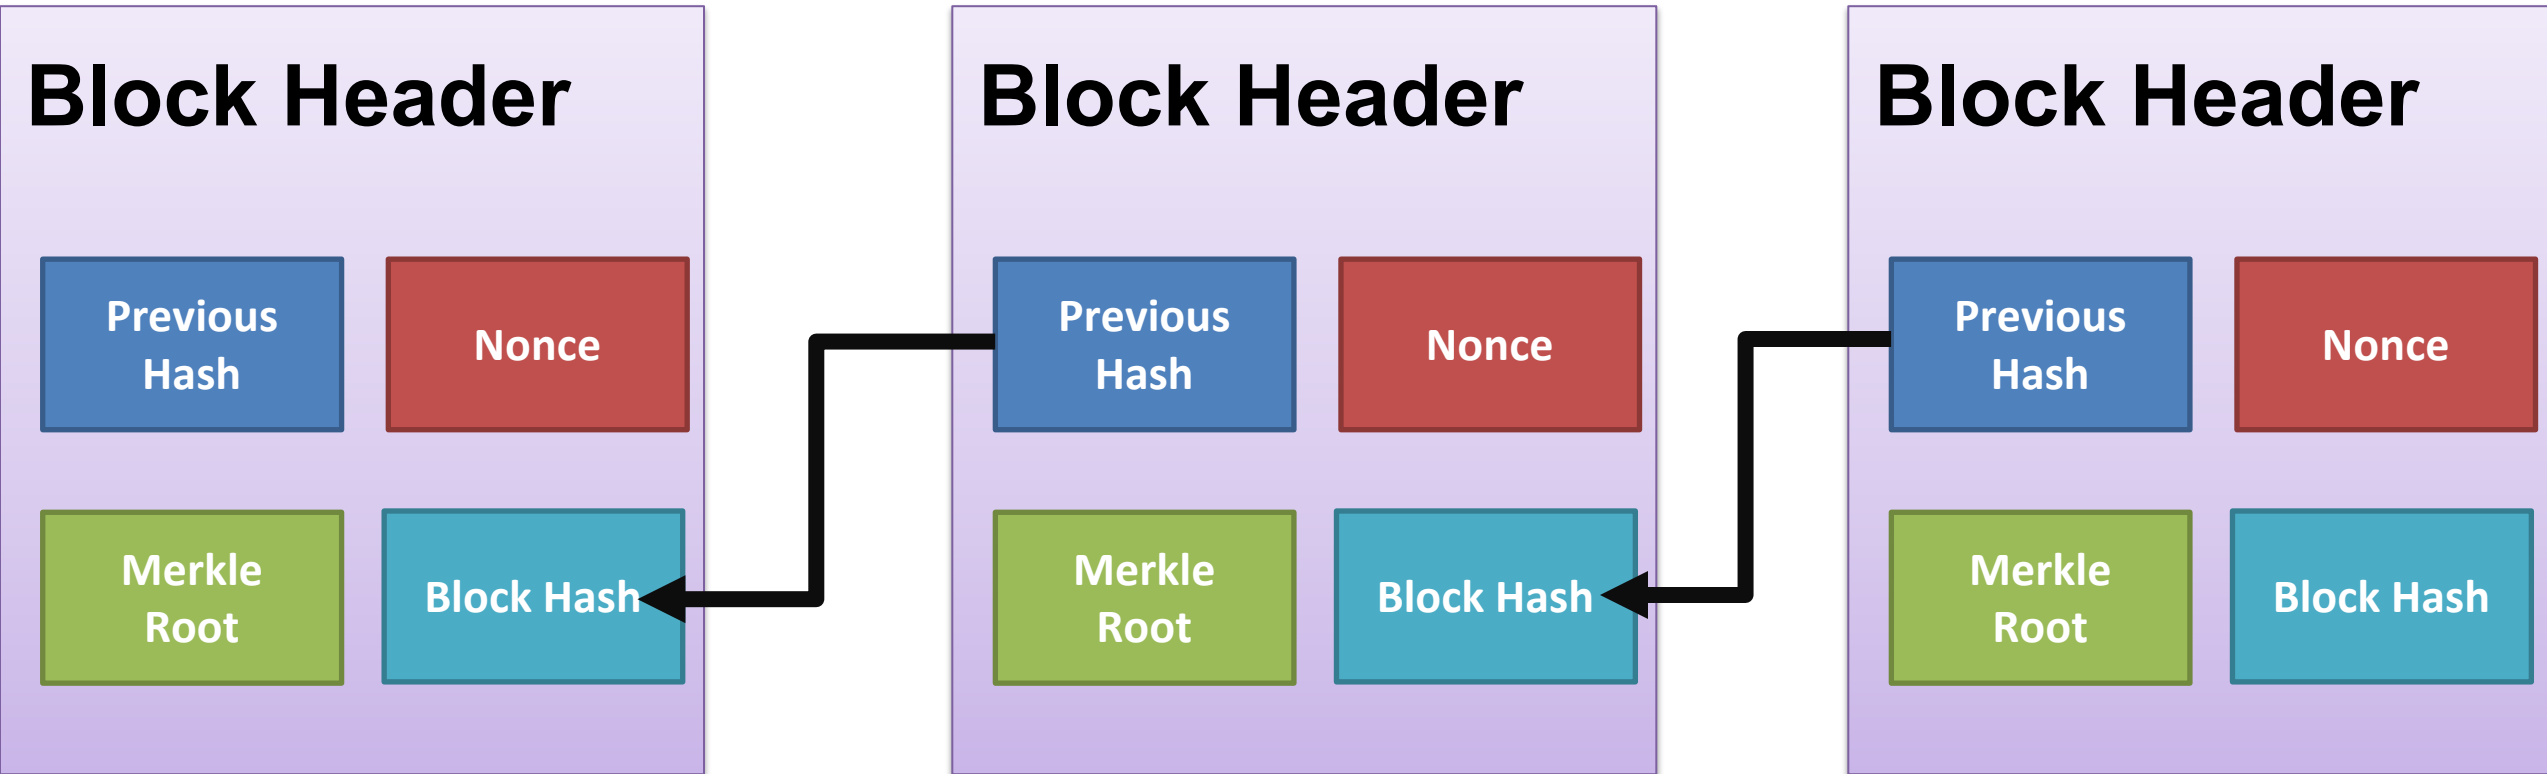 Block Header
Previous
Hash
Nonce
Merkle
Root
Block Hash
Block Header
Previous
Hash
Nonce
Merkle
Root
Block Hash
Block Header
Previous
Hash
Nonce
Merkle
Root
Block Hash